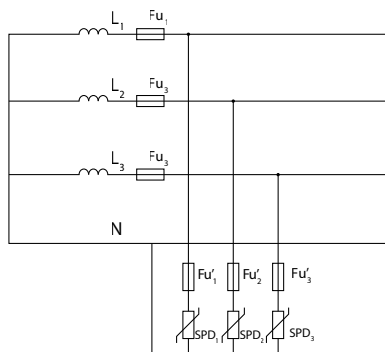 L₁ Fu₁
L₂ Fu₃
L₃ Fu₃
N
Fu'₁ Fu'₂ Fu'₃
SPD₁ SPD₂ SPD₃